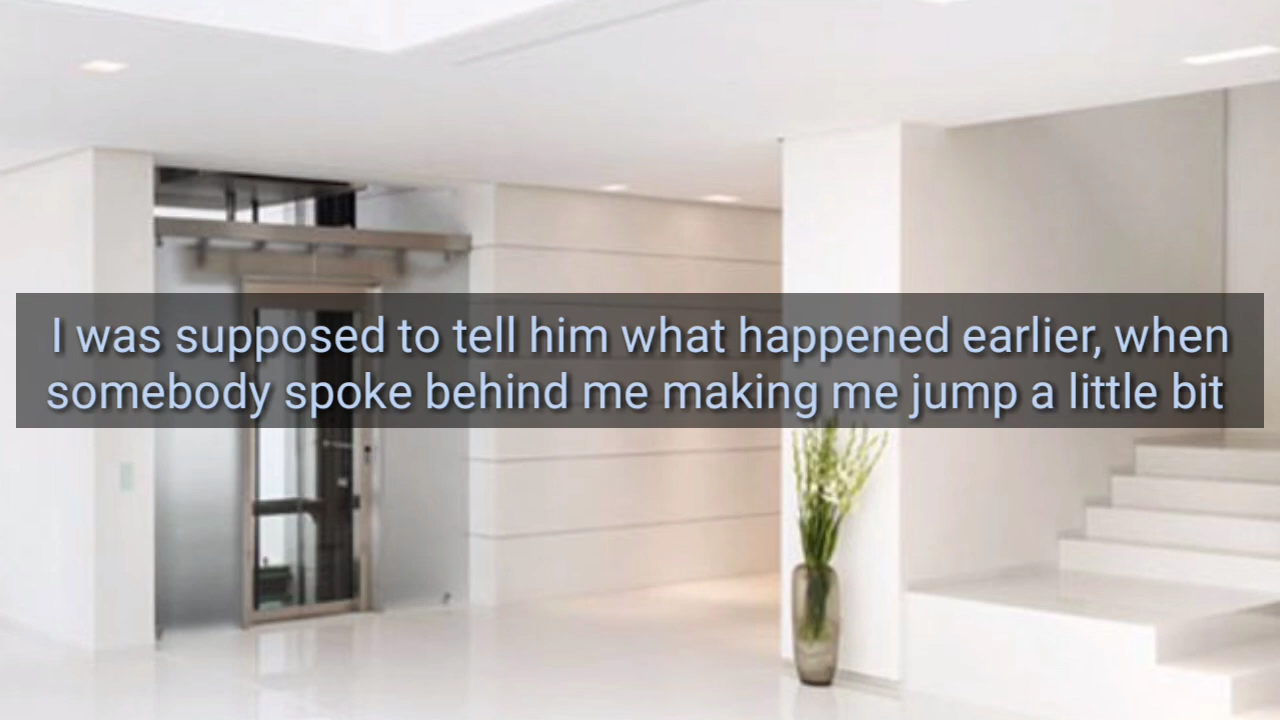 I was supposed to tell him what happened earlier, when
somebody spoke behind me making me jump a little bit